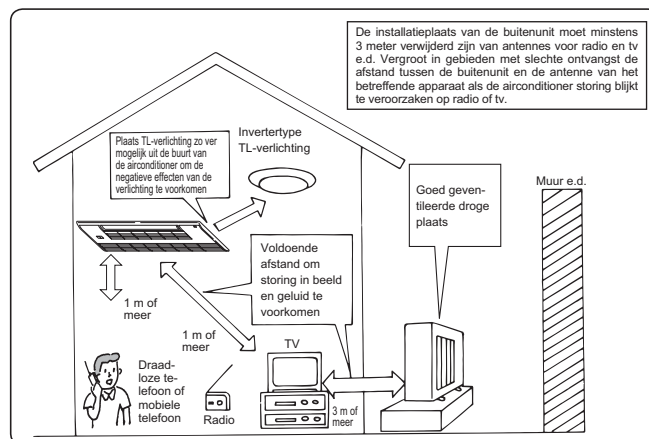 De installatieplaats van de buitenunit moet minstens
3 meter verwijderd zijn van antennes voor radio en tv
e.d. Vergroot in gebieden met slechte ontvangst de
afstand tussen de buitenunit en de antenne van het
betreffende apparaat als de airconditioner storing blijkt
te veroorzaken op radio of tv.
Plaats TL-verlichting zo ver
mogelijk uit de buurt van
de airconditioner om de
negatieve effecten van de
verlichting te voorkomen
Invertertype
TL-verlichting
Goed geven-
tileerde droge
plaats
Muur e.d.
Voldoende
afstand om
storing in beeld
en geluid te
voorkomen
1 m of
meer
1 m of
meer
TV
Draad-
loze te-
lefoon of
mobiele
telefoon
Radio
3 m of
meer